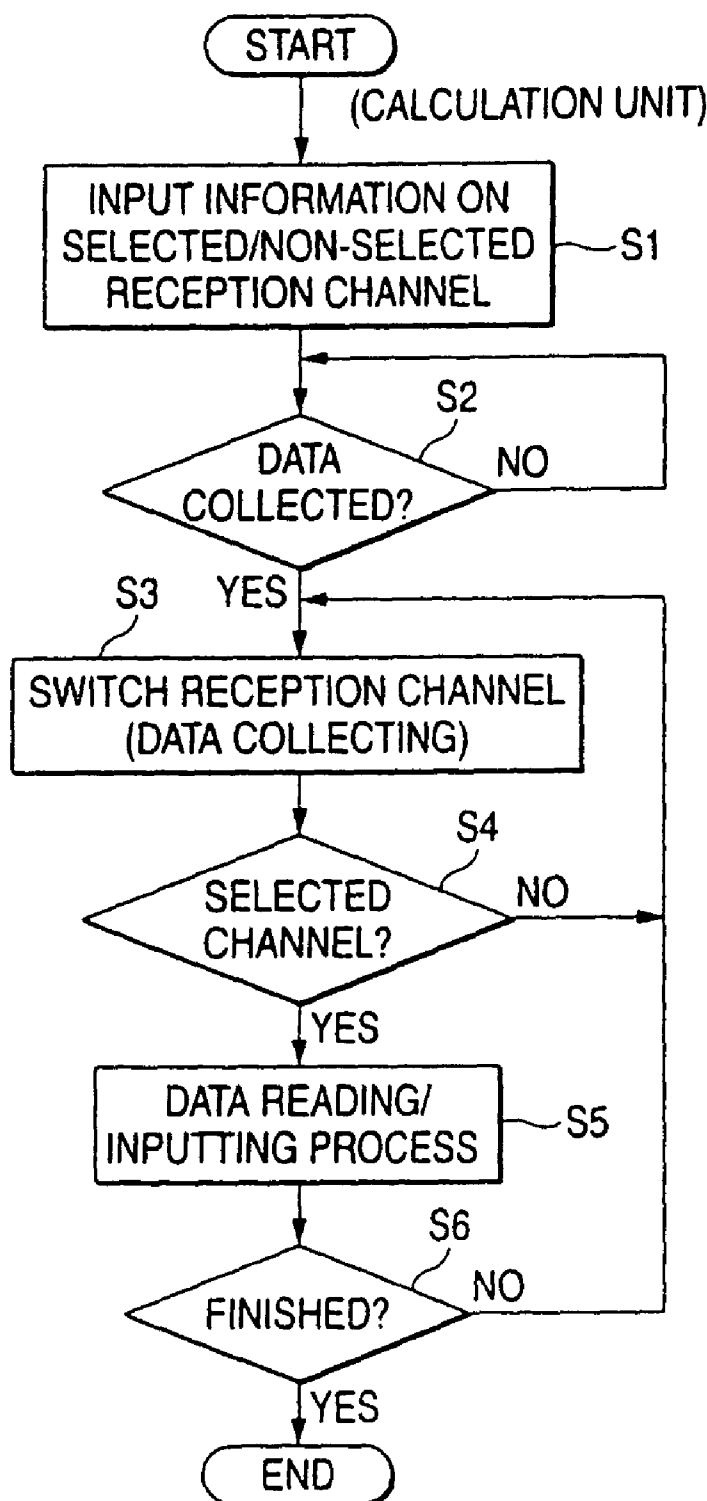 START
(CALCULATION UNIT)
INPUT INFORMATION ON
SELECTED/NON-SELECTED
RECEPTION CHANNEL
S1
S2
DATA
COLLECTED?
NO
YES
S3
SWITCH RECEPTION CHANNEL
(DATA COLLECTING)
S4
SELECTED
CHANNEL?
NO
YES
DATA READING/
INPUTTING PROCESS
S5
S6
FINISHED?
NO
YES
END